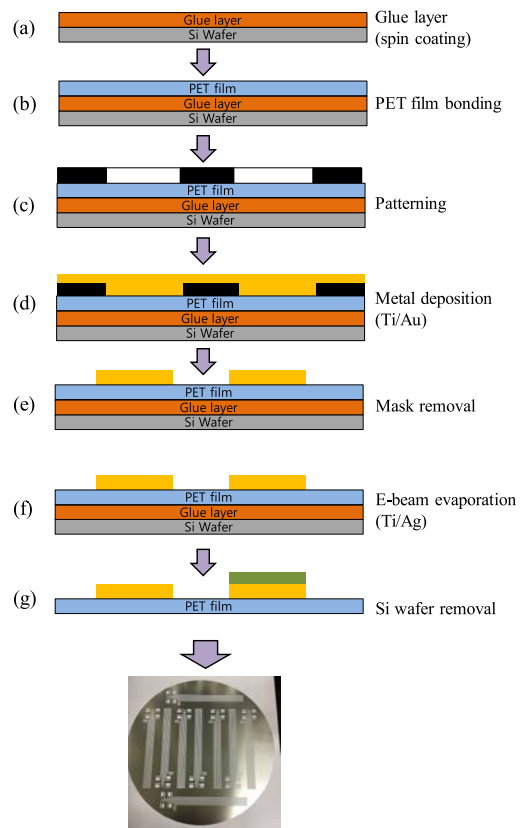 (a)
Glue layer
Si Wafer
Glue layer
(spin coating)
(b)
PET film
Glue layer
Si Wafer
PET film bonding
(c)
PET film
Glue layer
Si Wafer
Patterning
(d)
PET film
Glue layer
Si Wafer
Metal deposition
(Ti/Au)
(e)
PET film
Glue layer
Si Wafer
Mask removal
(f)
PET film
Glue layer
Si Wafer
E-beam evaporation
(Ti/Ag)
(g)
PET film
Si wafer removal